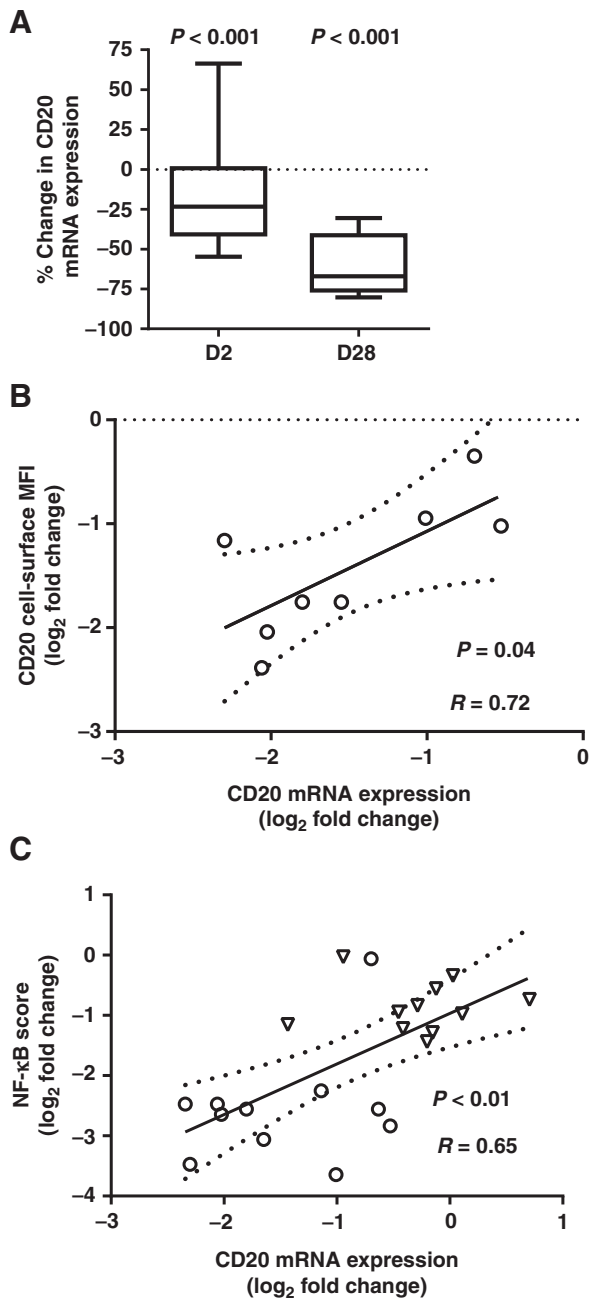 A
P < 0.001 P < 0.001
% Change in CD20
mRNA expression
75
50
25
0
−25
−50
−75
−100
D2 D28
B
CD20 cell-surface MFI
(log2 fold change)
0
−1
−2
−3
P = 0.04
R = 0.72
−3 −2 −1 0
CD20 mRNA expression
(log2 fold change)
C
NF-κB score
(log2 fold change)
1
0
−1
−2
−3
−4
P < 0.01
R = 0.65
−3 −2 −1 0 1
CD20 mRNA expression
(log2 fold change)